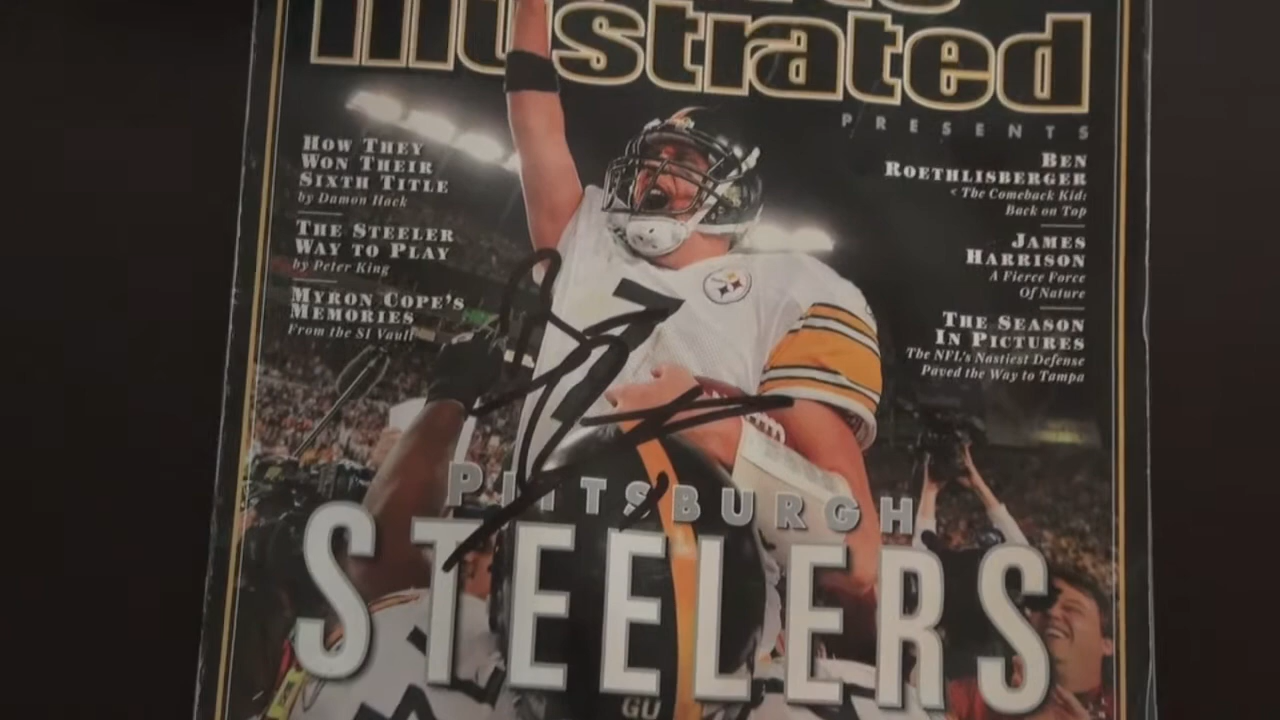 Illustrated
PRESENTS
HOW THEY
WON THEIR
SIXTH TITLE
by Damon Hack
THE STEELER
WAY TO PLAY
by Peter King
MYRON COPE'S
MEMORIES
From the SI Vault
BEN
ROETHLISBERGER
< The Comeback Kid:
Back on Top
JAMES
HARRISON
A Fierce Force
Of Nature
THE SEASON
IN PICTURES
The NFL's Nastiest Defense
Paved the Way to Tampa
7
PITTSBURGH
STEELERS
GU